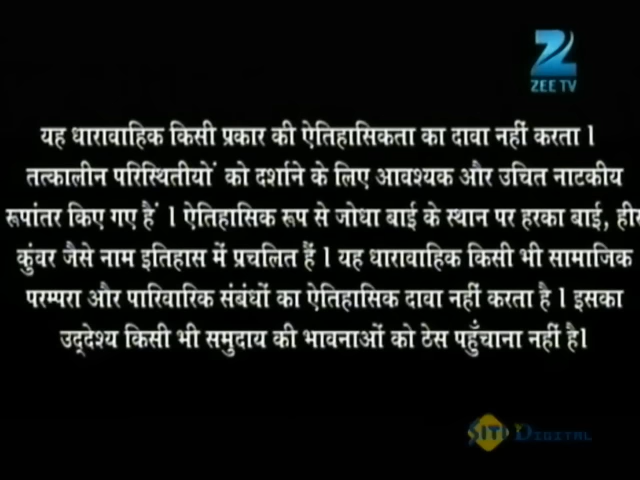 ZEE TV
यह धारावाहिक किसी प्रकार की ऐतिहासिकता का दावा नहीं करता ।
तत्कालीन परिस्थितीयों को दर्शाने के लिए आवश्यक और उचित नाटकीय
रूपांतर किए गए हैं । ऐतिहासिक रूप से जोधा बाई के स्थान पर हरका बाई,
कुंवर जैसे नाम इतिहास में प्रचलित हैं । यह धारावाहिक किसी भी सामाजिक
परम्परा और पारिवारिक संबंधों का ऐतिहासिक दावा नहीं करता है । इसका
उद्देश्य किसी भी समुदाय की भावनाओं को ठेस पहुँचाना नहीं है।
SITI DIGITAL